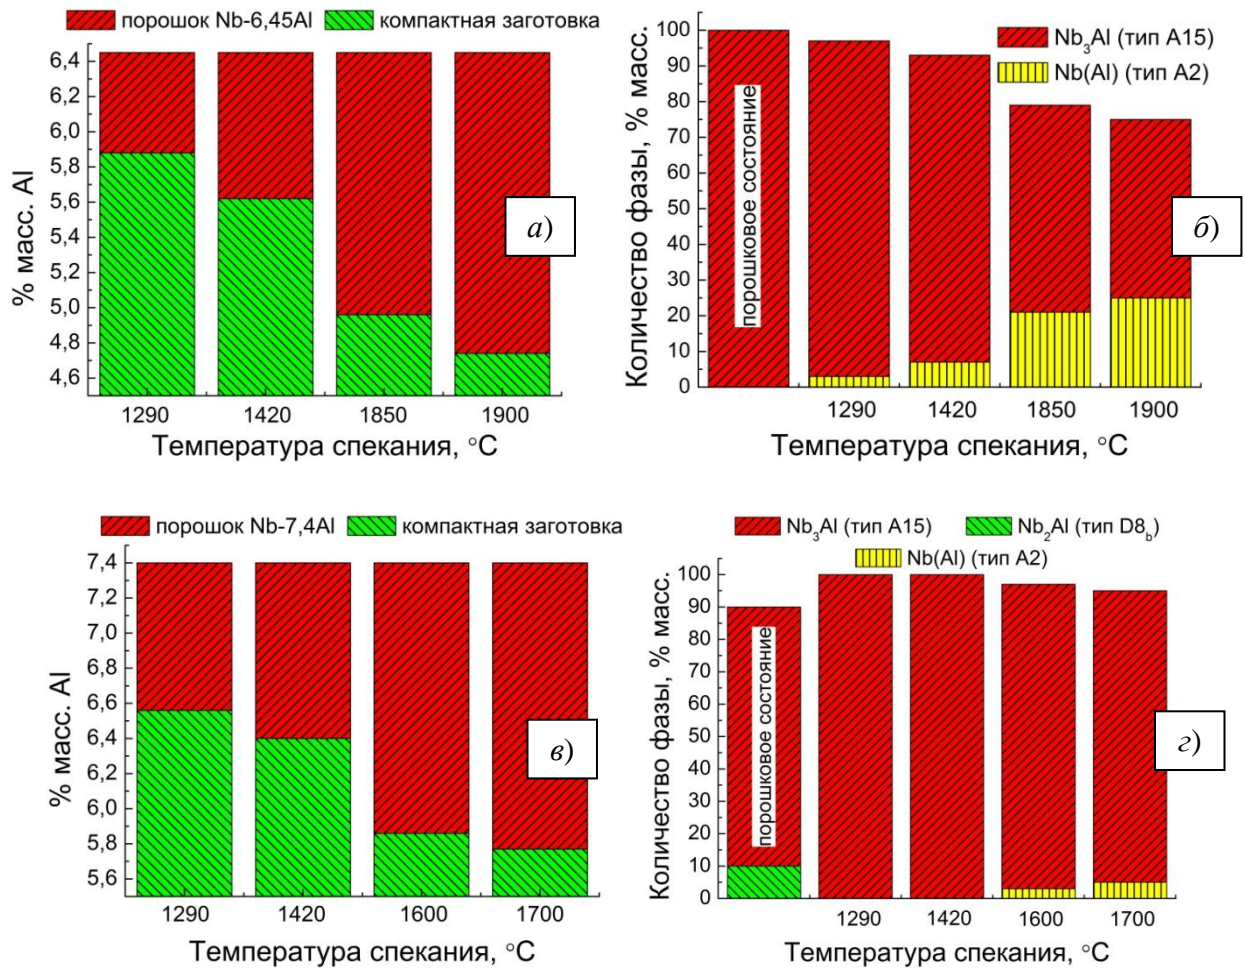 порошок Nb-6,45Al компактная заготовка
% масс. Al
6,4
6,2
6,0
5,8
5,6
5,4
5,2
5,0
4,8
4,6
1290 1420 1850 1900
Температура спекания, °C
а)
Nb3Al (тип A15)
Nb(Al) (тип A2)
Количество фазы, % масс.
100
90
80
70
60
50
40
30
20
10
0
порошковое состояние
1290 1420 1850 1900
Температура спекания, °C
б)
порошок Nb-7,4Al компактная заготовка
% масс. Al
7,4
7,2
7,0
6,8
6,6
6,4
6,2
6,0
5,8
5,6
1290 1420 1600 1700
Температура спекания, °C
в)
Nb3Al (тип A15) Nb2Al (тип D8b)
Nb(Al) (тип A2)
Количество фазы, % масс.
100
90
80
70
60
50
40
30
20
10
0
порошковое состояние
1290 1420 1600 1700
Температура спекания, °C
г)